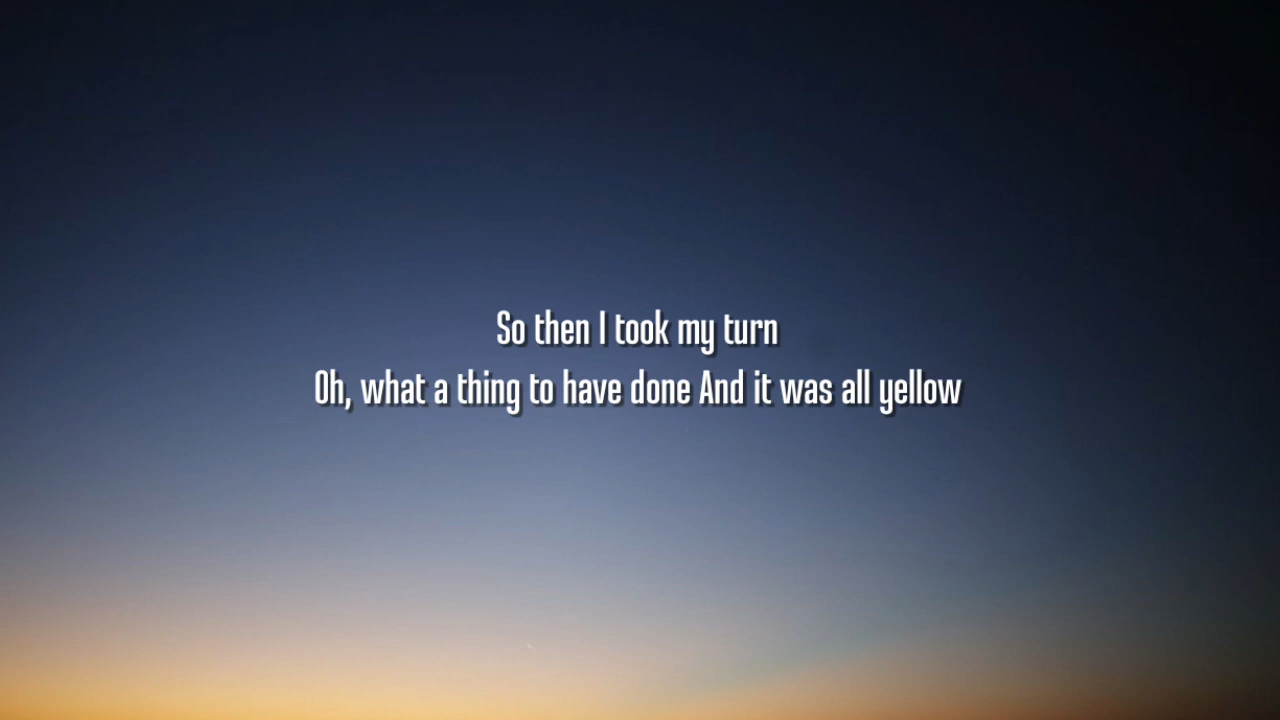 So then I took my turn
Oh, what a thing to have done And it was all yellow